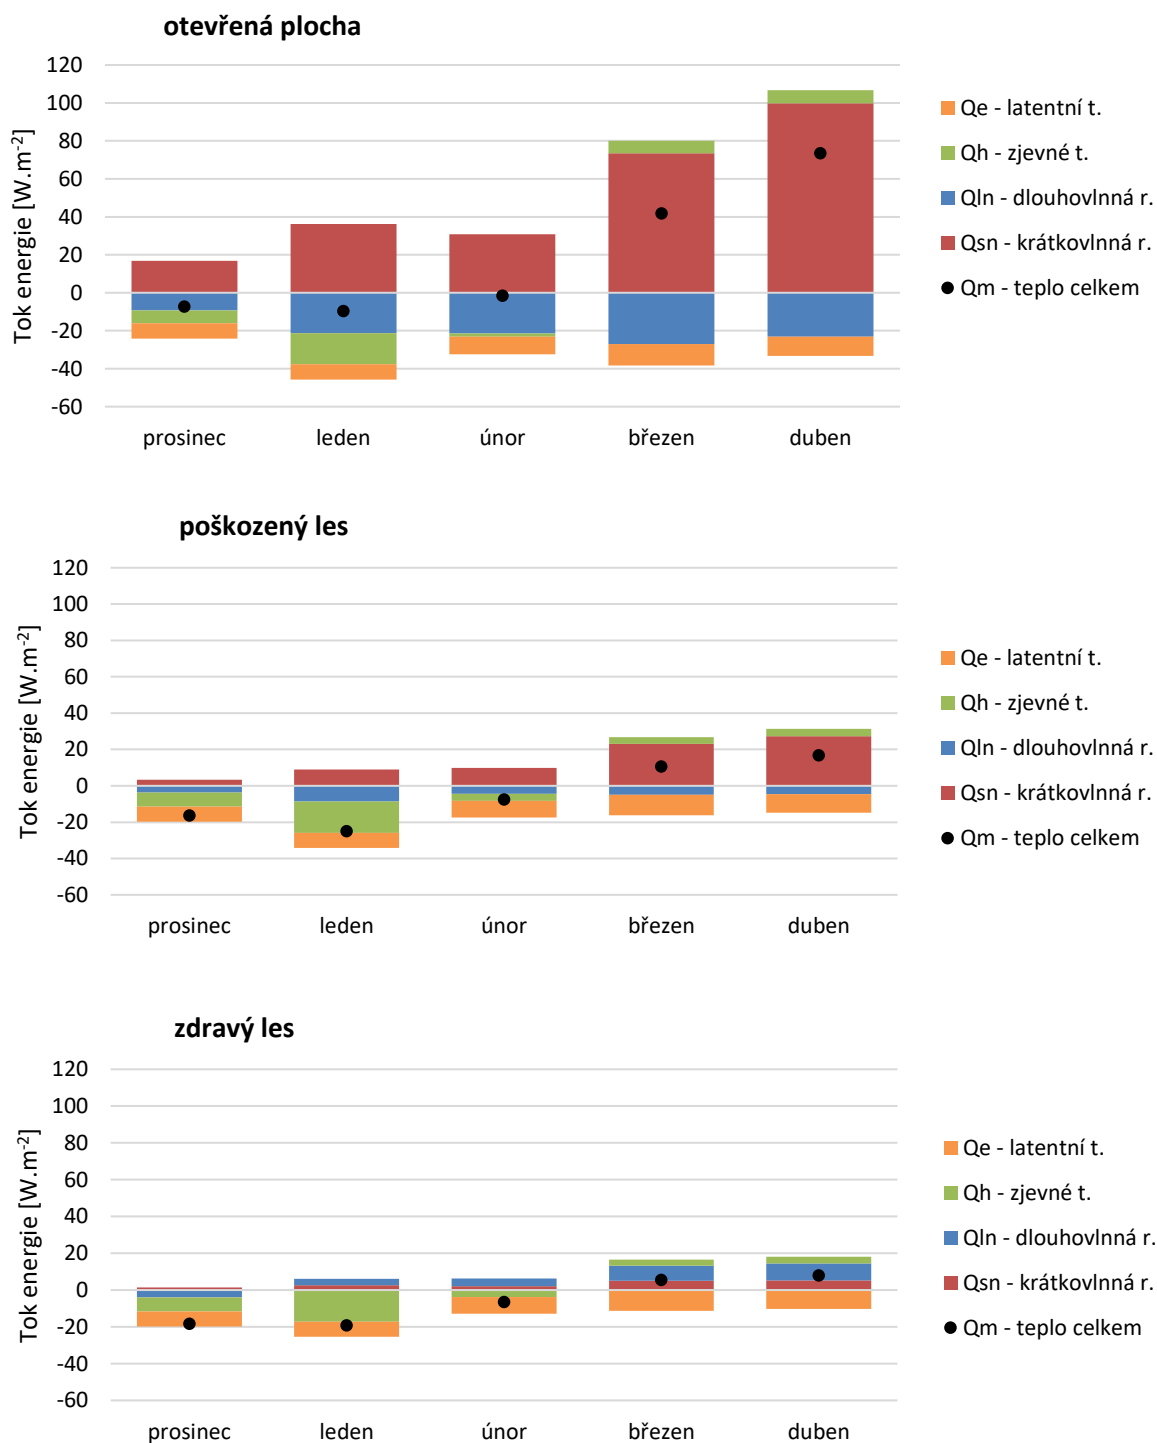 otevřená plocha
120
100
80
60
40
20
0
-20
-40
-60
Tok energie [W.m-2]
prosinec leden únor březen duben
Qe - latentní t.
Qh - zjevné t.
Qln - dlouhovlnná r.
Qsn - krátkovlnná r.
Qm - teplo celkem
poškozený les
120
100
80
60
40
20
0
-20
-40
-60
Tok energie [W.m-2]
prosinec leden únor březen duben
Qe - latentní t.
Qh - zjevné t.
Qln - dlouhovlnná r.
Qsn - krátkovlnná r.
Qm - teplo celkem
zdravý les
120
100
80
60
40
20
0
-20
-40
-60
Tok energie [W.m-2]
prosinec leden únor březen duben
Qe - latentní t.
Qh - zjevné t.
Qln - dlouhovlnná r.
Qsn - krátkovlnná r.
Qm - teplo celkem